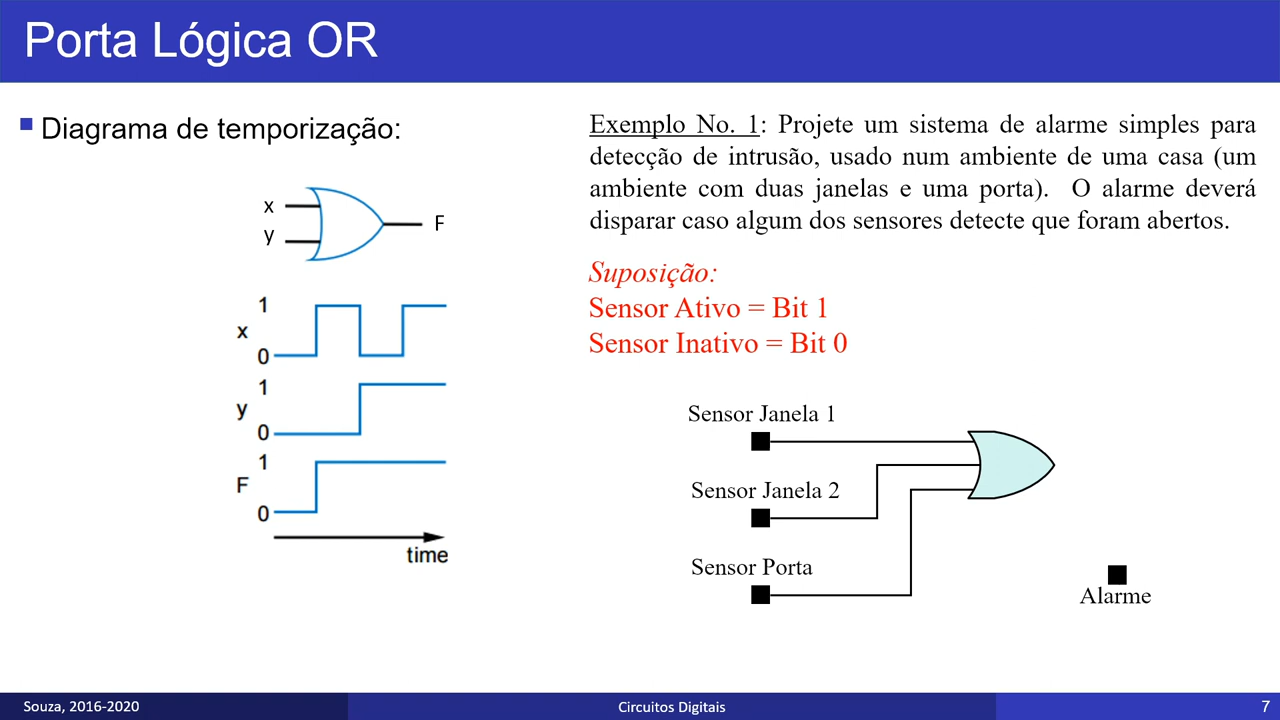 Porta Lógica OR
Diagrama de temporização:
x
y
F
1
x
0
1
y
0
1
F
0
time
Exemplo No. 1: Projete um sistema de alarme simples para
detecção de intrusão, usado num ambiente de uma casa (um
ambiente com duas janelas e uma porta). O alarme deverá
disparar caso algum dos sensores detecte que foram abertos.
Suposição:
Sensor Ativo = Bit 1
Sensor Inativo = Bit 0
Sensor Janela 1
Sensor Janela 2
Sensor Porta
Alarme
Souza, 2016-2020
Circuitos Digitais
7